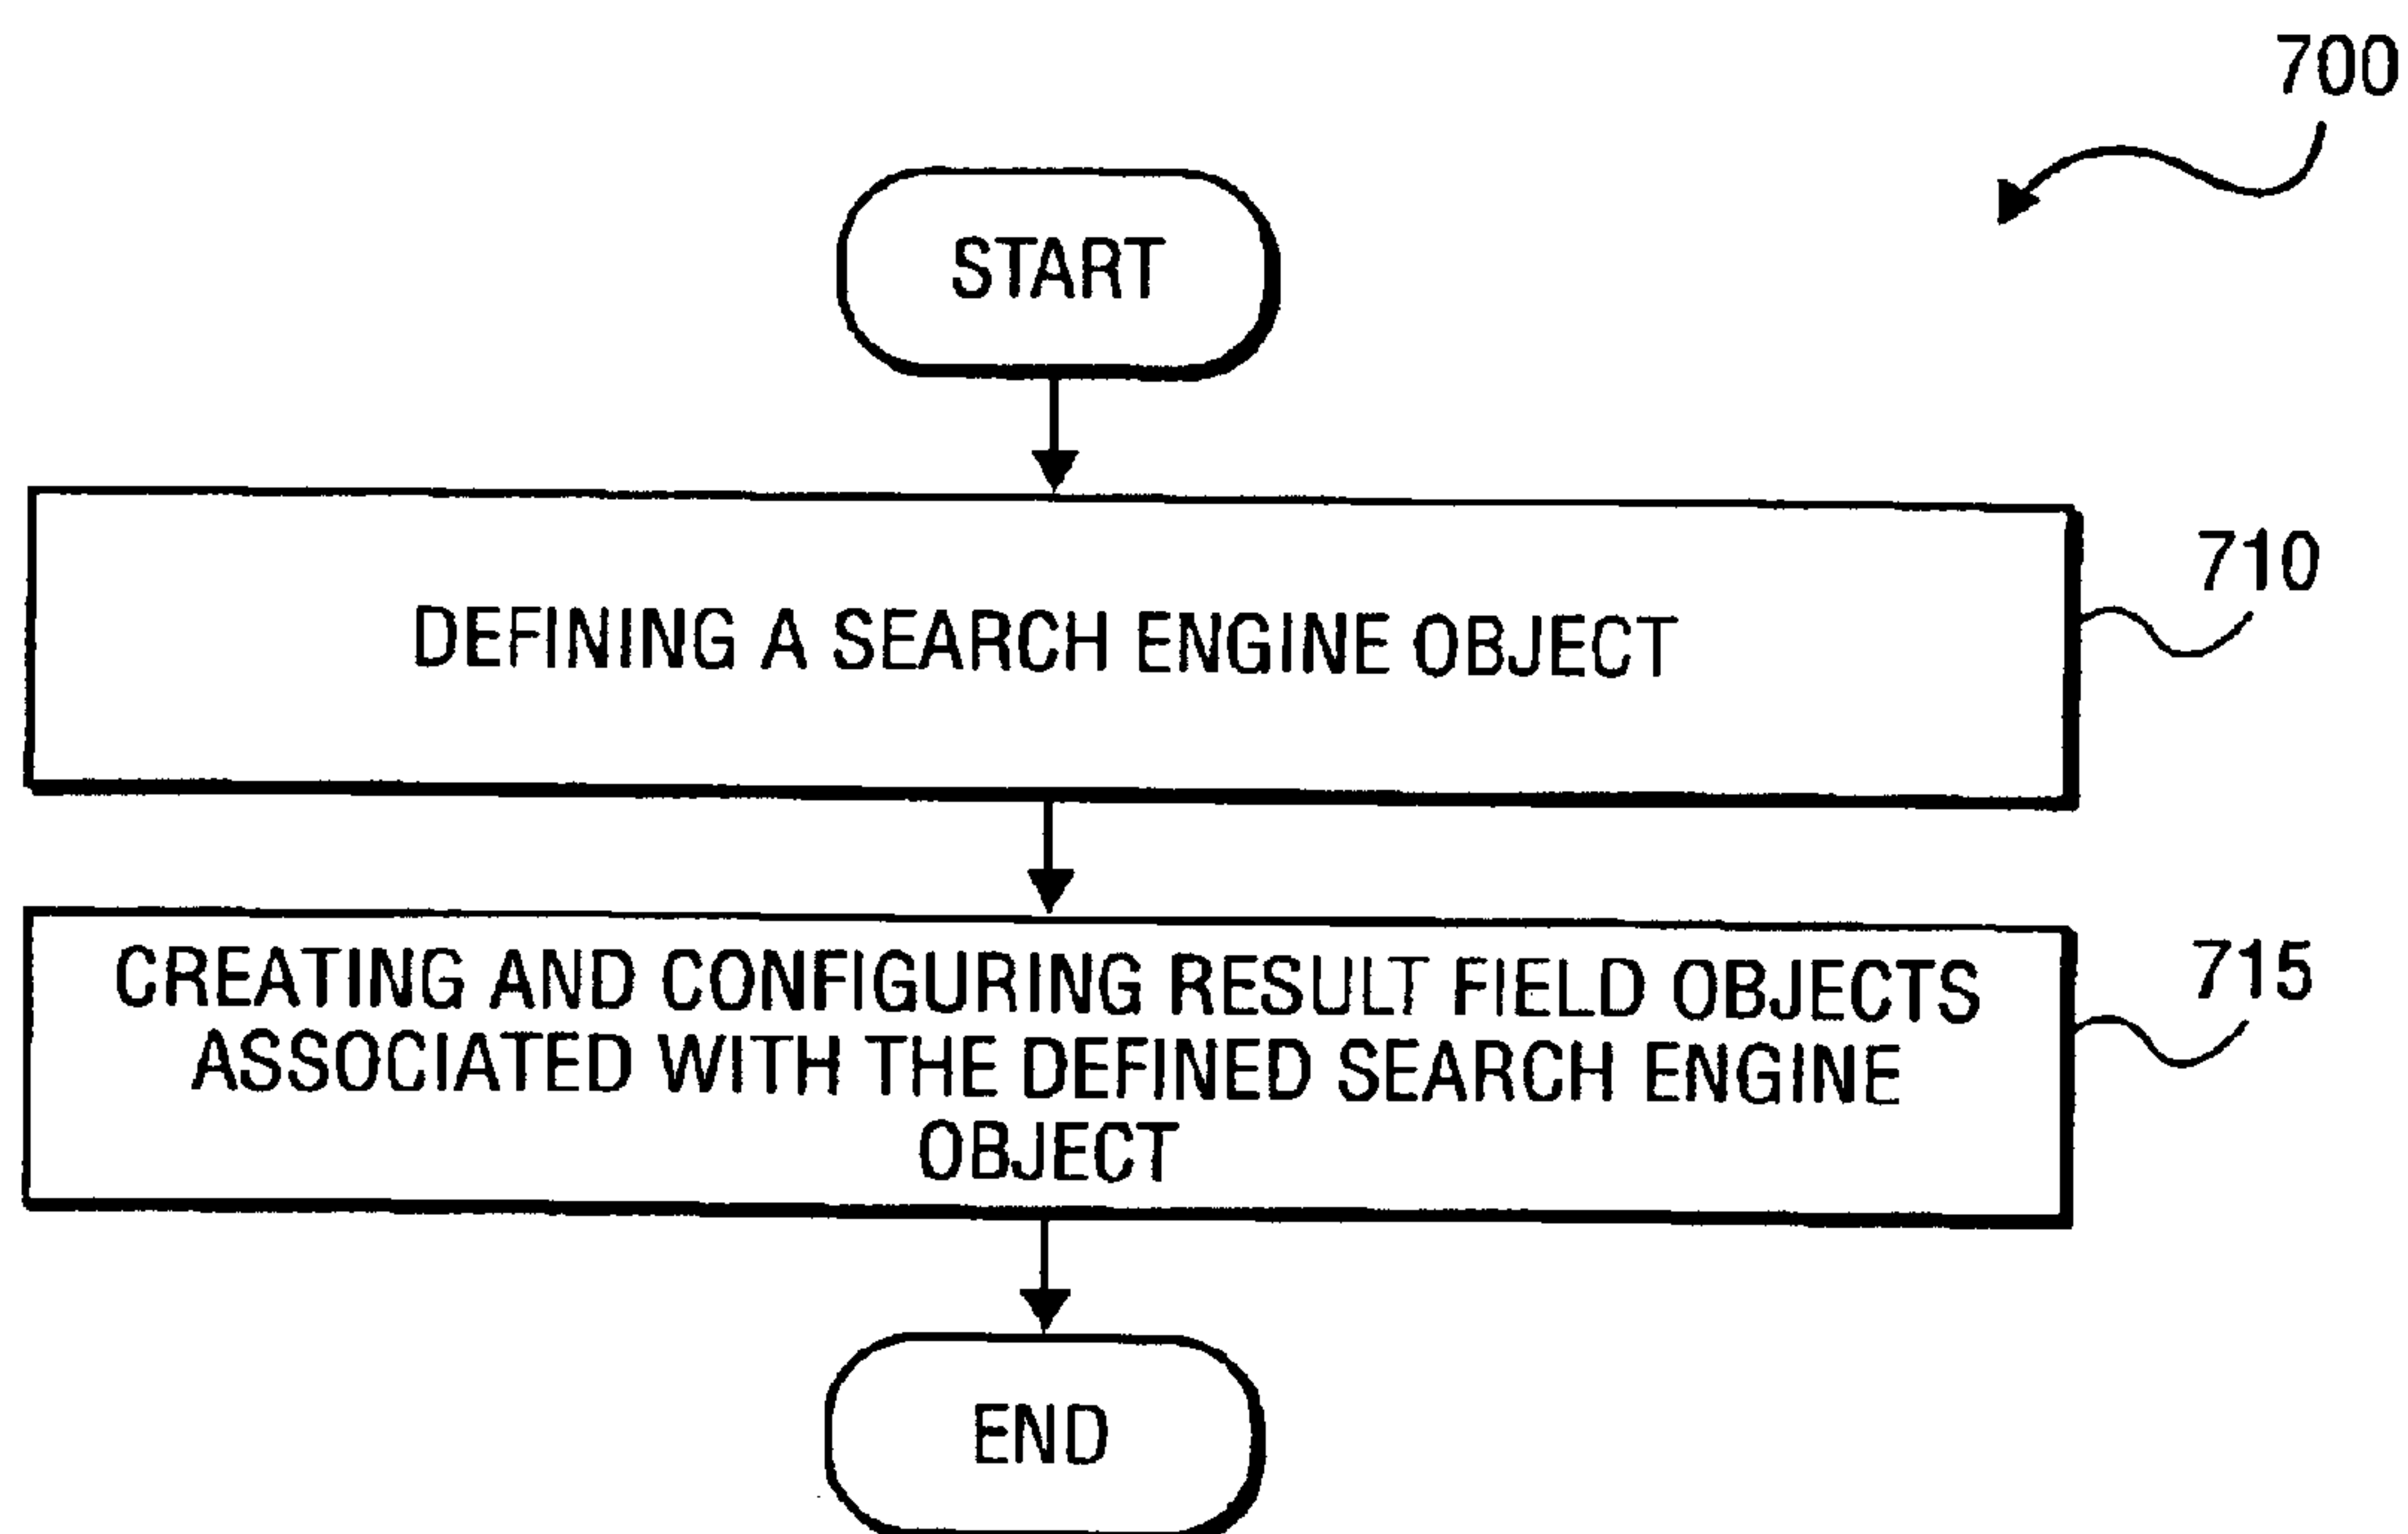 700
START
DEFINING A SEARCH ENGINE OBJECT
710
CREATING AND CONFIGURING RESULT FIELD OBJECTS
ASSOCIATED WITH THE DEFINED SEARCH ENGINE
OBJECT
715
END